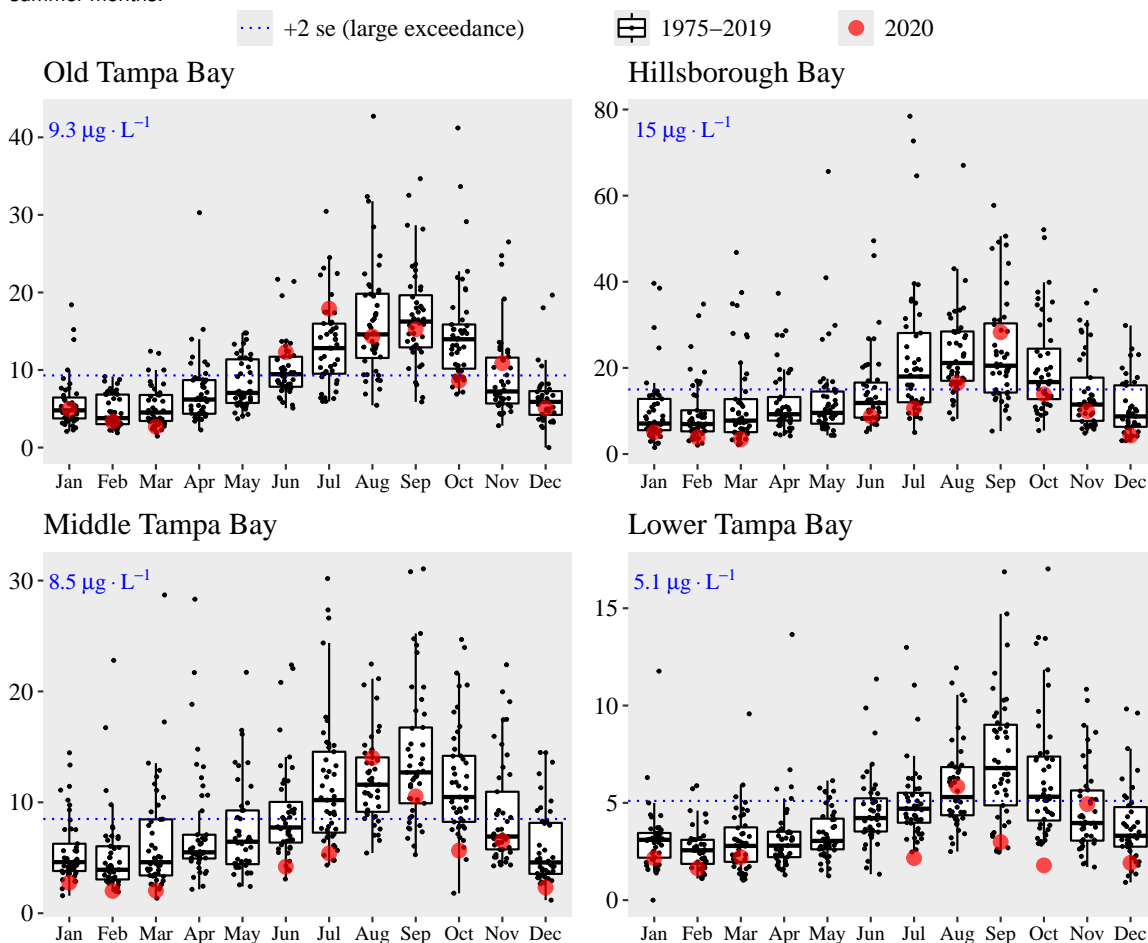 summer months.
+2 se (large exceedance) 1975–2019 2020
Old Tampa Bay
9.3 µg · L⁻¹
40
30
20
10
0
Jan Feb Mar Apr May Jun Jul Aug Sep Oct Nov Dec
Hillsborough Bay
15 µg · L⁻¹
80
60
40
20
0
Jan Feb Mar Apr May Jun Jul Aug Sep Oct Nov Dec
Middle Tampa Bay
8.5 µg · L⁻¹
30
20
10
0
Jan Feb Mar Apr May Jun Jul Aug Sep Oct Nov Dec
Lower Tampa Bay
5.1 µg · L⁻¹
15
10
5
0
Jan Feb Mar Apr May Jun Jul Aug Sep Oct Nov Dec